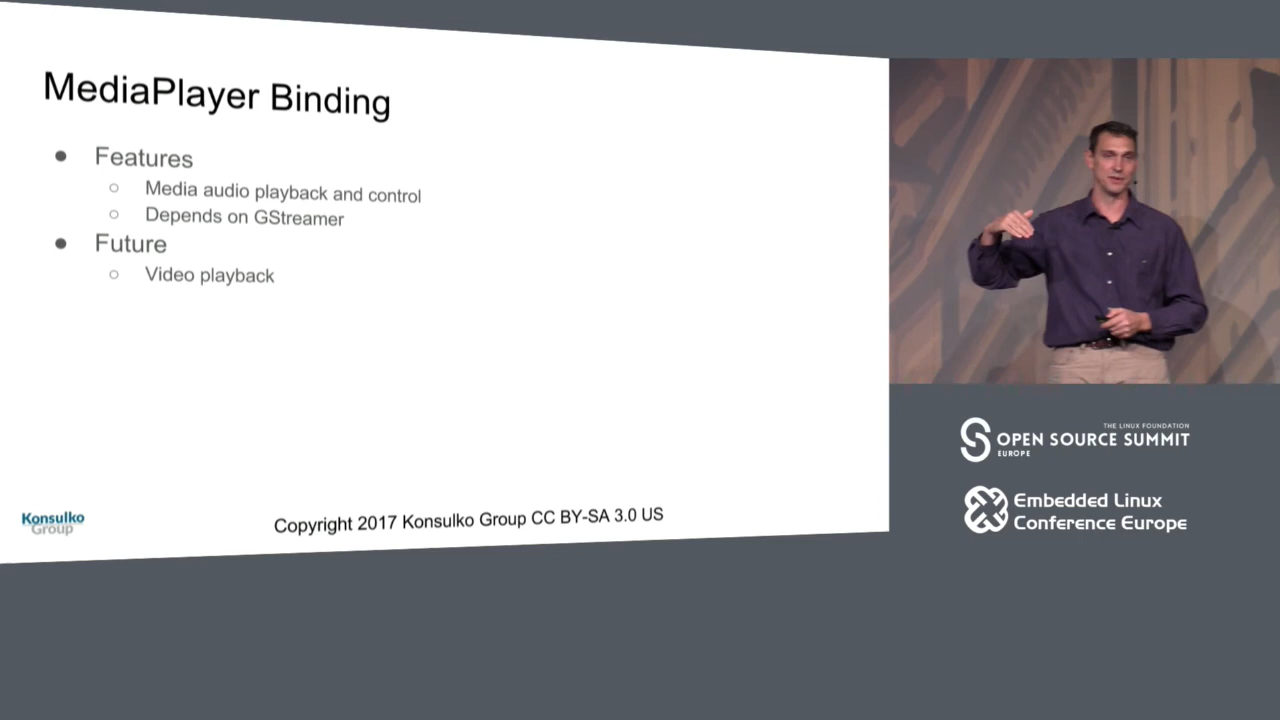 MediaPlayer Binding
● Features
○ Media audio playback and control
○ Depends on GStreamer
● Future
○ Video playback
Konsulko
Group
Copyright 2017 Konsulko Group CC BY-SA 3.0 US
THE LINUX FOUNDATION
OPEN SOURCE SUMMIT
EUROPE
Embedded Linux
Conference Europe